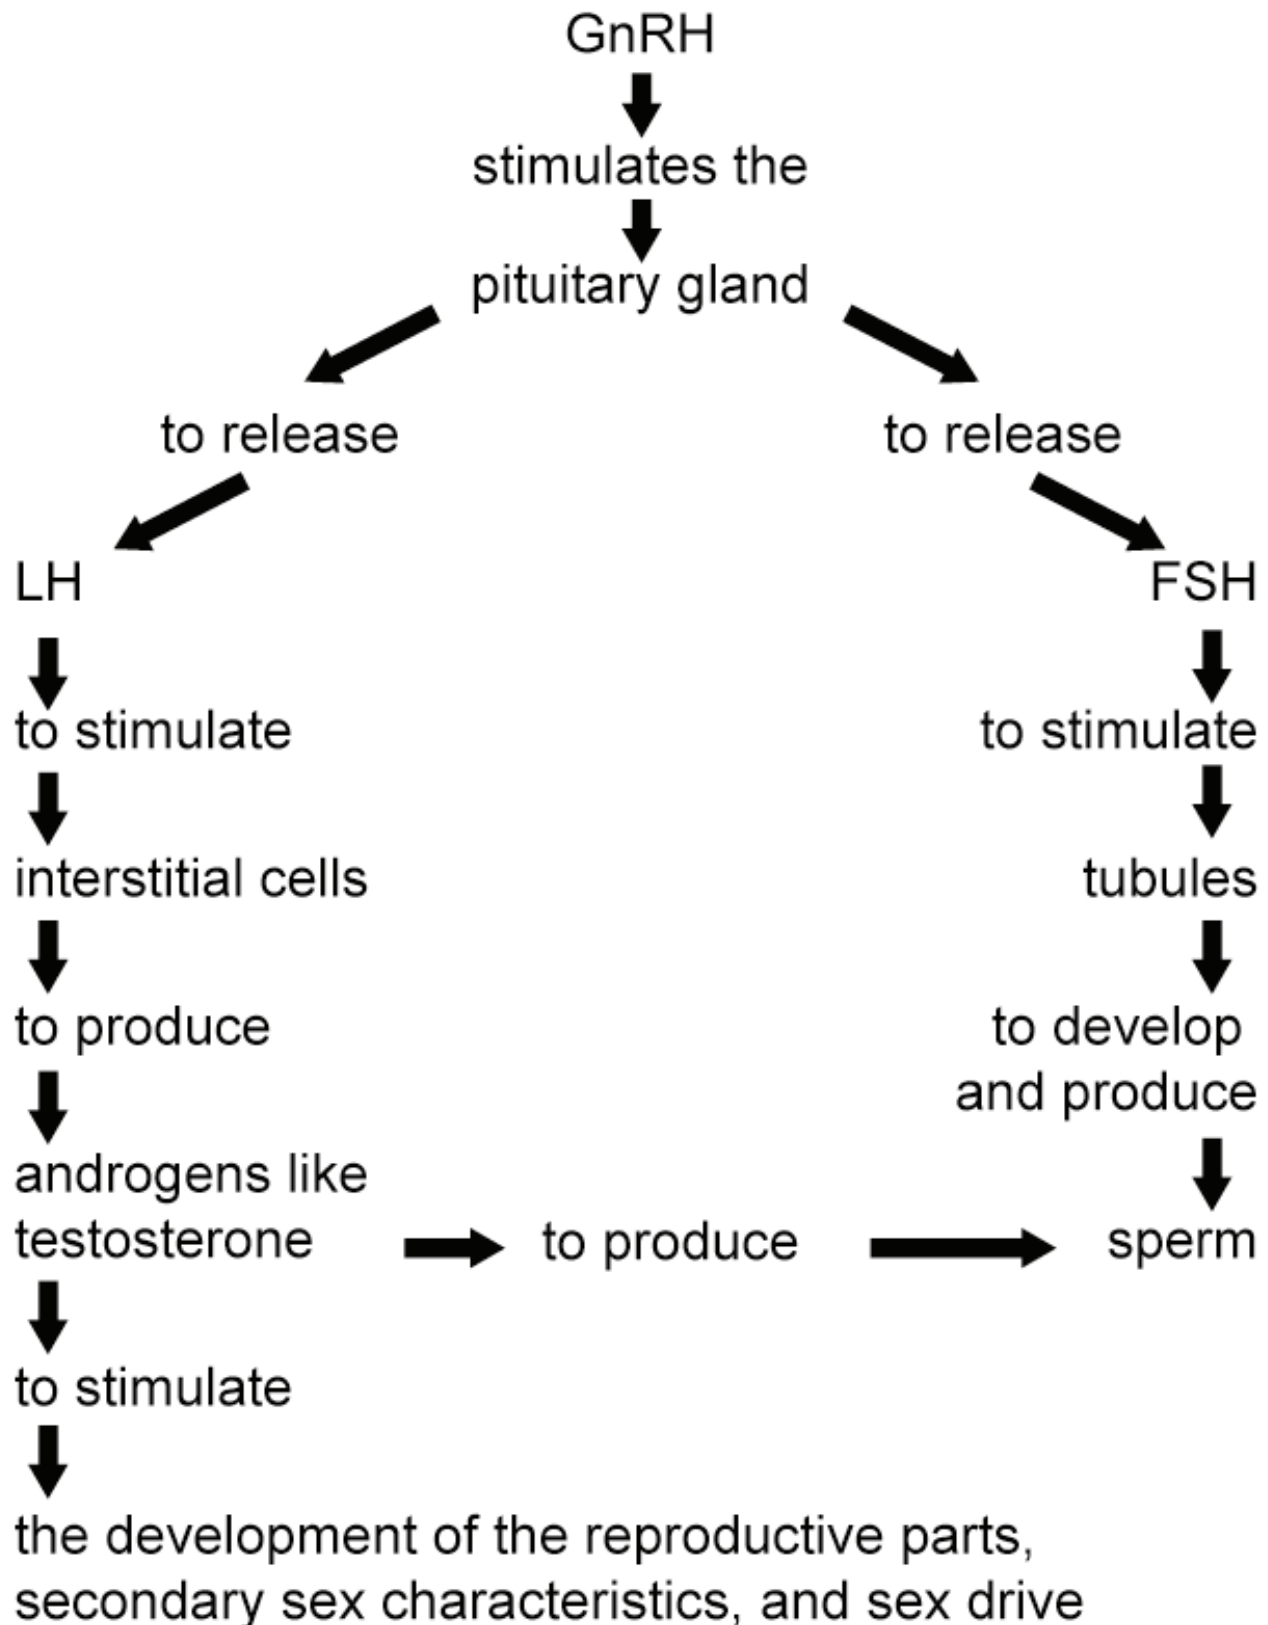 GnRH
stimulates the
pituitary gland
to release
to release
LH
FSH
to stimulate
to stimulate
interstitial cells
tubules
to produce
to develop
and produce
androgens like
testosterone
to produce
sperm
to stimulate
the development of the reproductive parts,
secondary sex characteristics, and sex drive